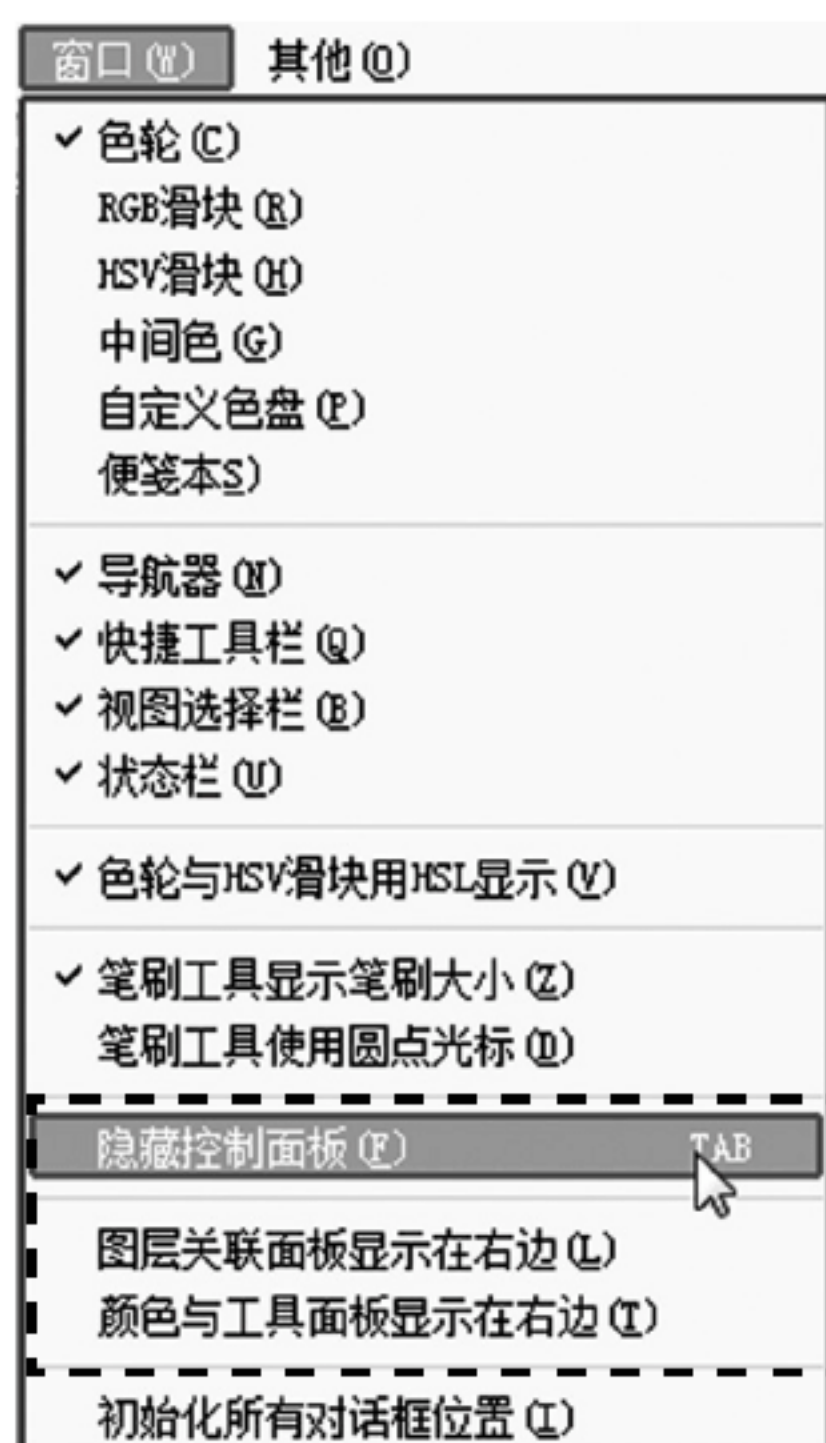 窗口(W) 其他(O)
色轮(C)
RGB滑块(R)
HSV滑块(H)
中间色(G)
自定义色盘(P)
便笺本S)
导航器(N)
快捷工具栏(Q)
视图选择栏(B)
状态栏(U)
色轮与HSV滑块用HSL显示(V)
笔刷工具显示笔刷大小(Z)
笔刷工具使用圆点光标(D)
隐藏控制面板(F) TAB
图层关联面板显示在右边(L)
颜色与工具面板显示在右边(T)
初始化所有对话框位置(I)